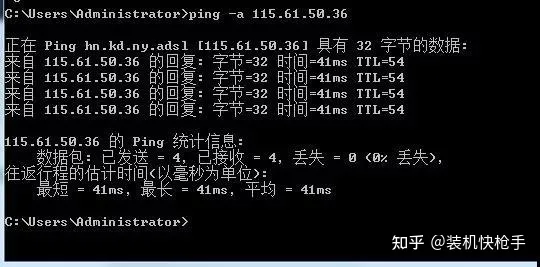 C:\Users\Administrator>ping -a 115.61.50.36
正在 Ping hn.kd.ny.adsl [115.61.50.36] 具有 32 字节的数据:
来自 115.61.50.36 的回复: 字节=32 时间=41ms TTL=54
来自 115.61.50.36 的回复: 字节=32 时间=41ms TTL=54
来自 115.61.50.36 的回复: 字节=32 时间=41ms TTL=54
来自 115.61.50.36 的回复: 字节=32 时间=41ms TTL=54
115.61.50.36 的 Ping 统计信息:
数据包: 已发送 = 4, 已接收 = 4, 丢失 = 0 (0% 丢失),
往返行程的估计时间(以毫秒为单位):
最短 = 41ms, 最长 = 41ms, 平均 = 41ms
C:\Users\Administrator>
知乎 @装机快枪手